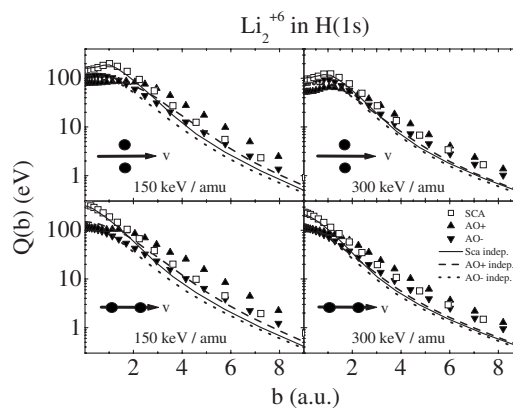 Li₂⁺⁶ in H(1s)
Q(b) (eV)
100
10
1
v
150 keV / amu
v
300 keV / amu
100
10
1
v
150 keV / amu
0 2 4 6 8
SCA
AO+
AO-
Sca indep.
AO+ indep.
AO- indep.
v
300 keV / amu
0 2 4 6 8
b (a.u.) b (a.u.)